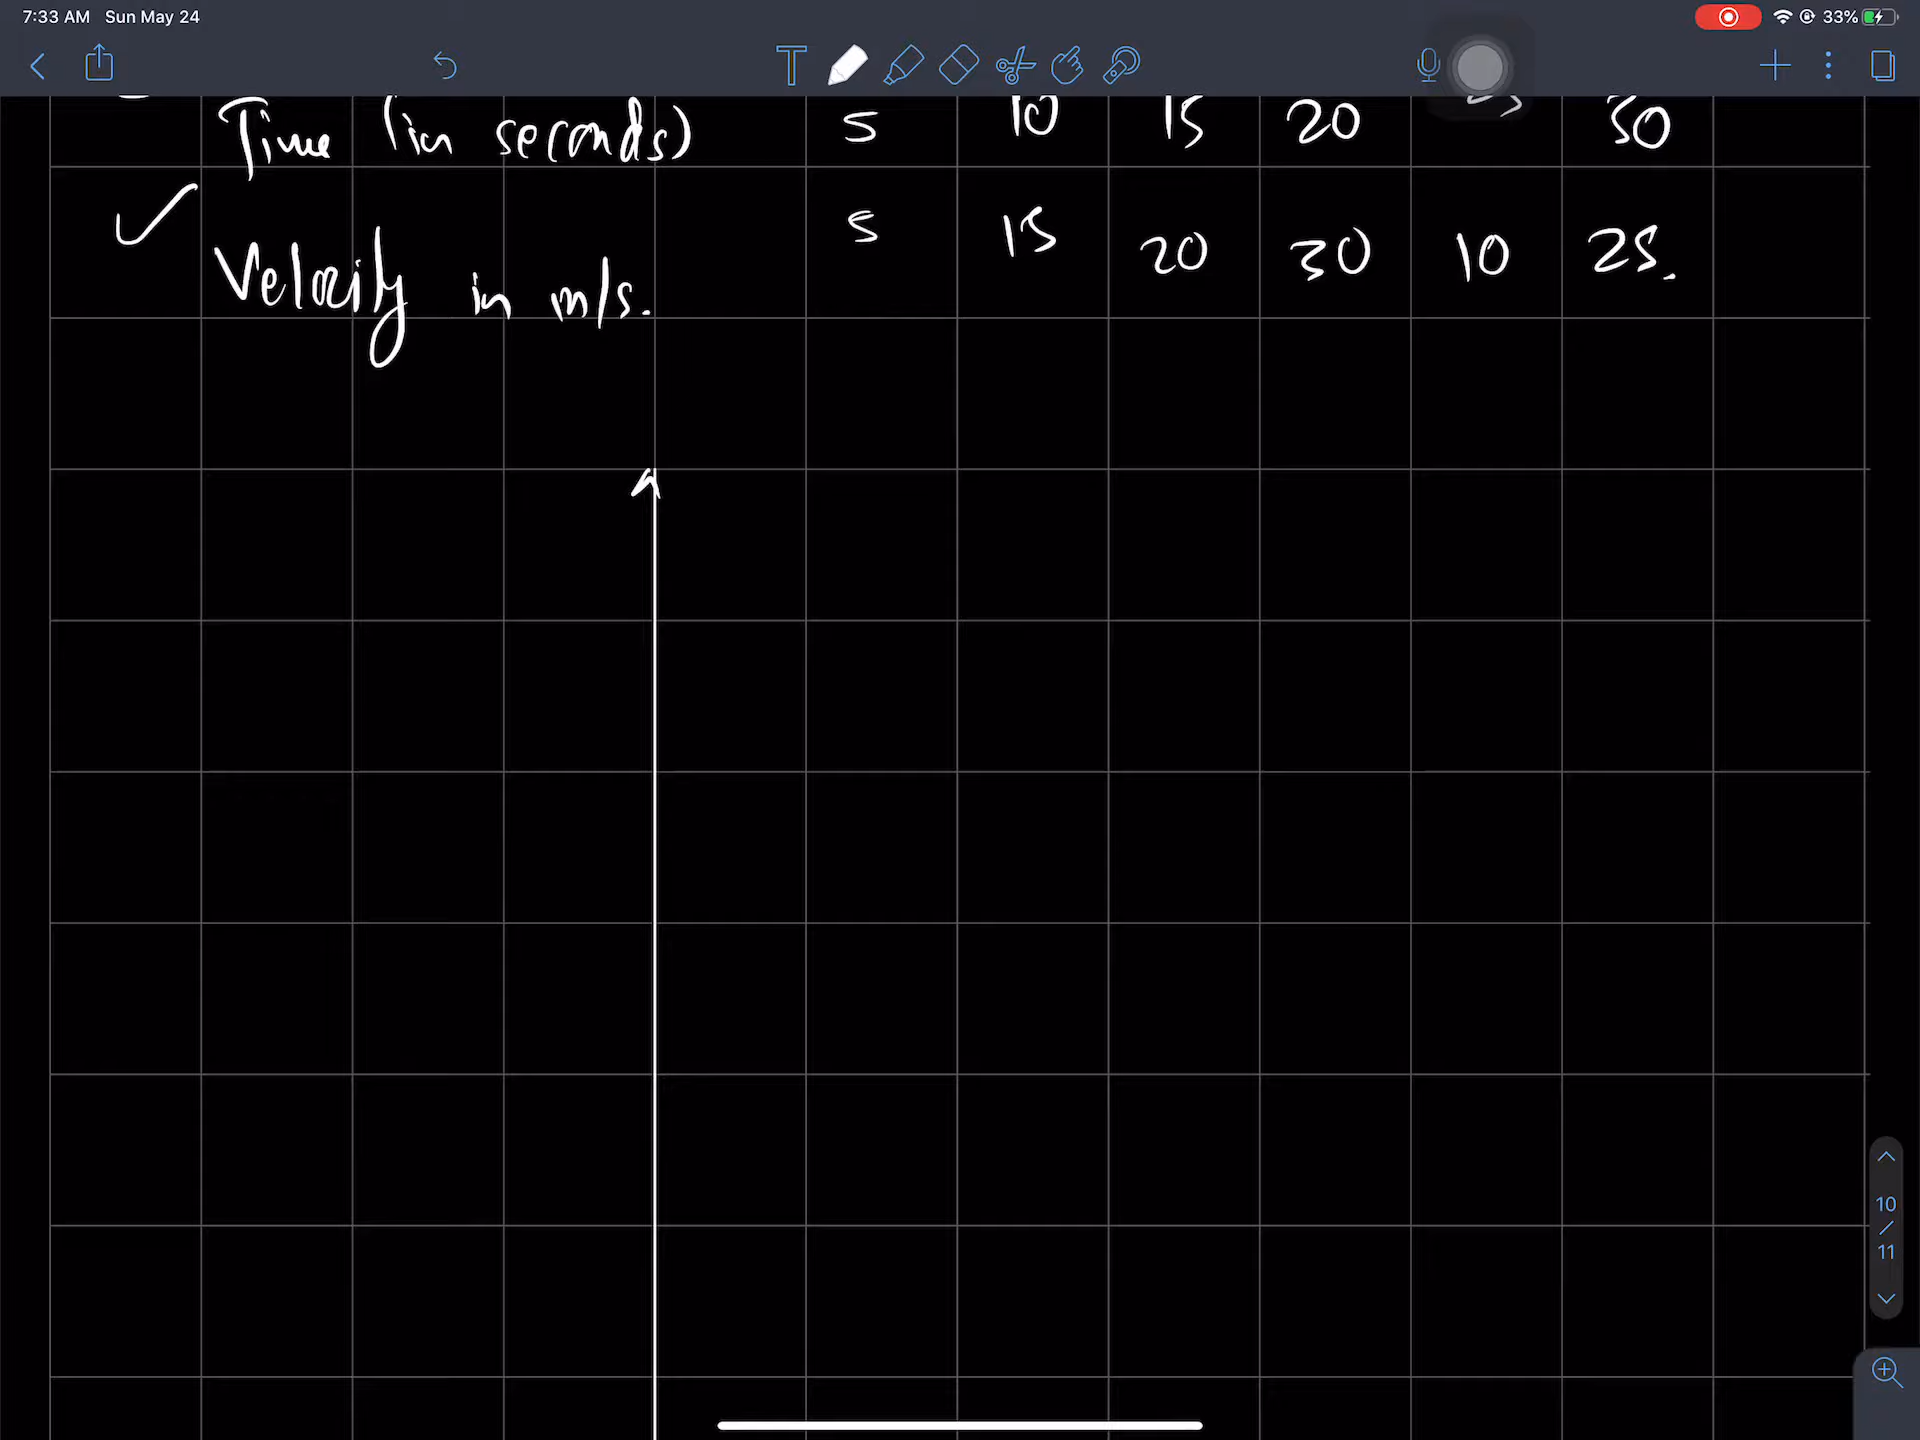 7:33 AM Sun May 24
33%
Time (in seconds) 5 10 15 20 30
Velocity in m/s. 5 15 20 30 10 25.
10
/
11